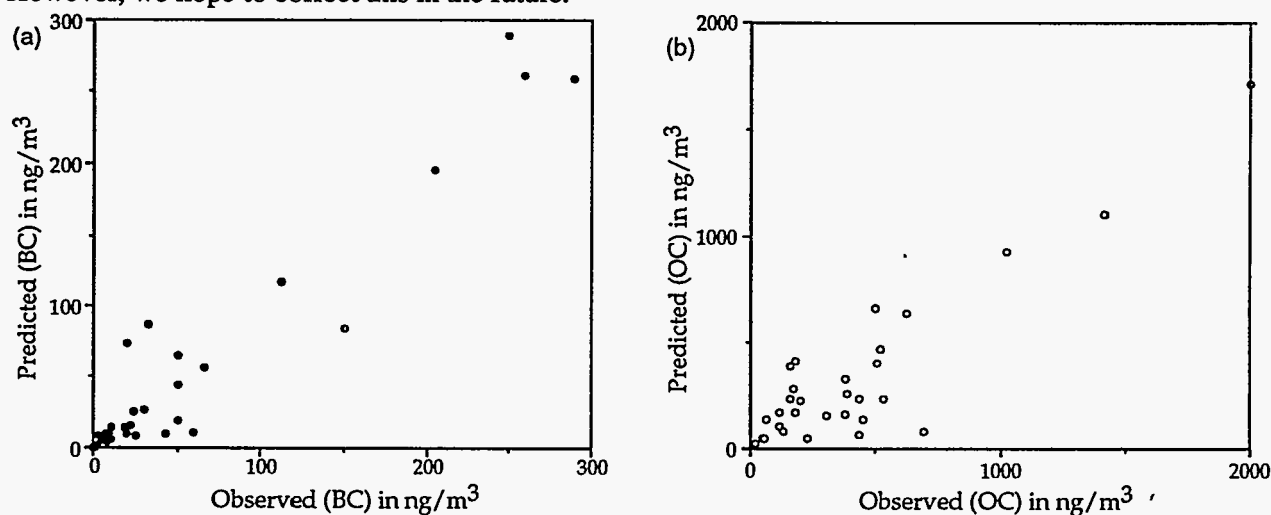 However, we hope to correct this in the future.
(a)
300
200
100
0
Predicted (BC) in ng/m³
0 100 200 300
Observed (BC) in ng/m³
(b)
2000
1000
0
Predicted (OC) in ng/m³
0 1000 2000
Observed (OC) in ng/m³